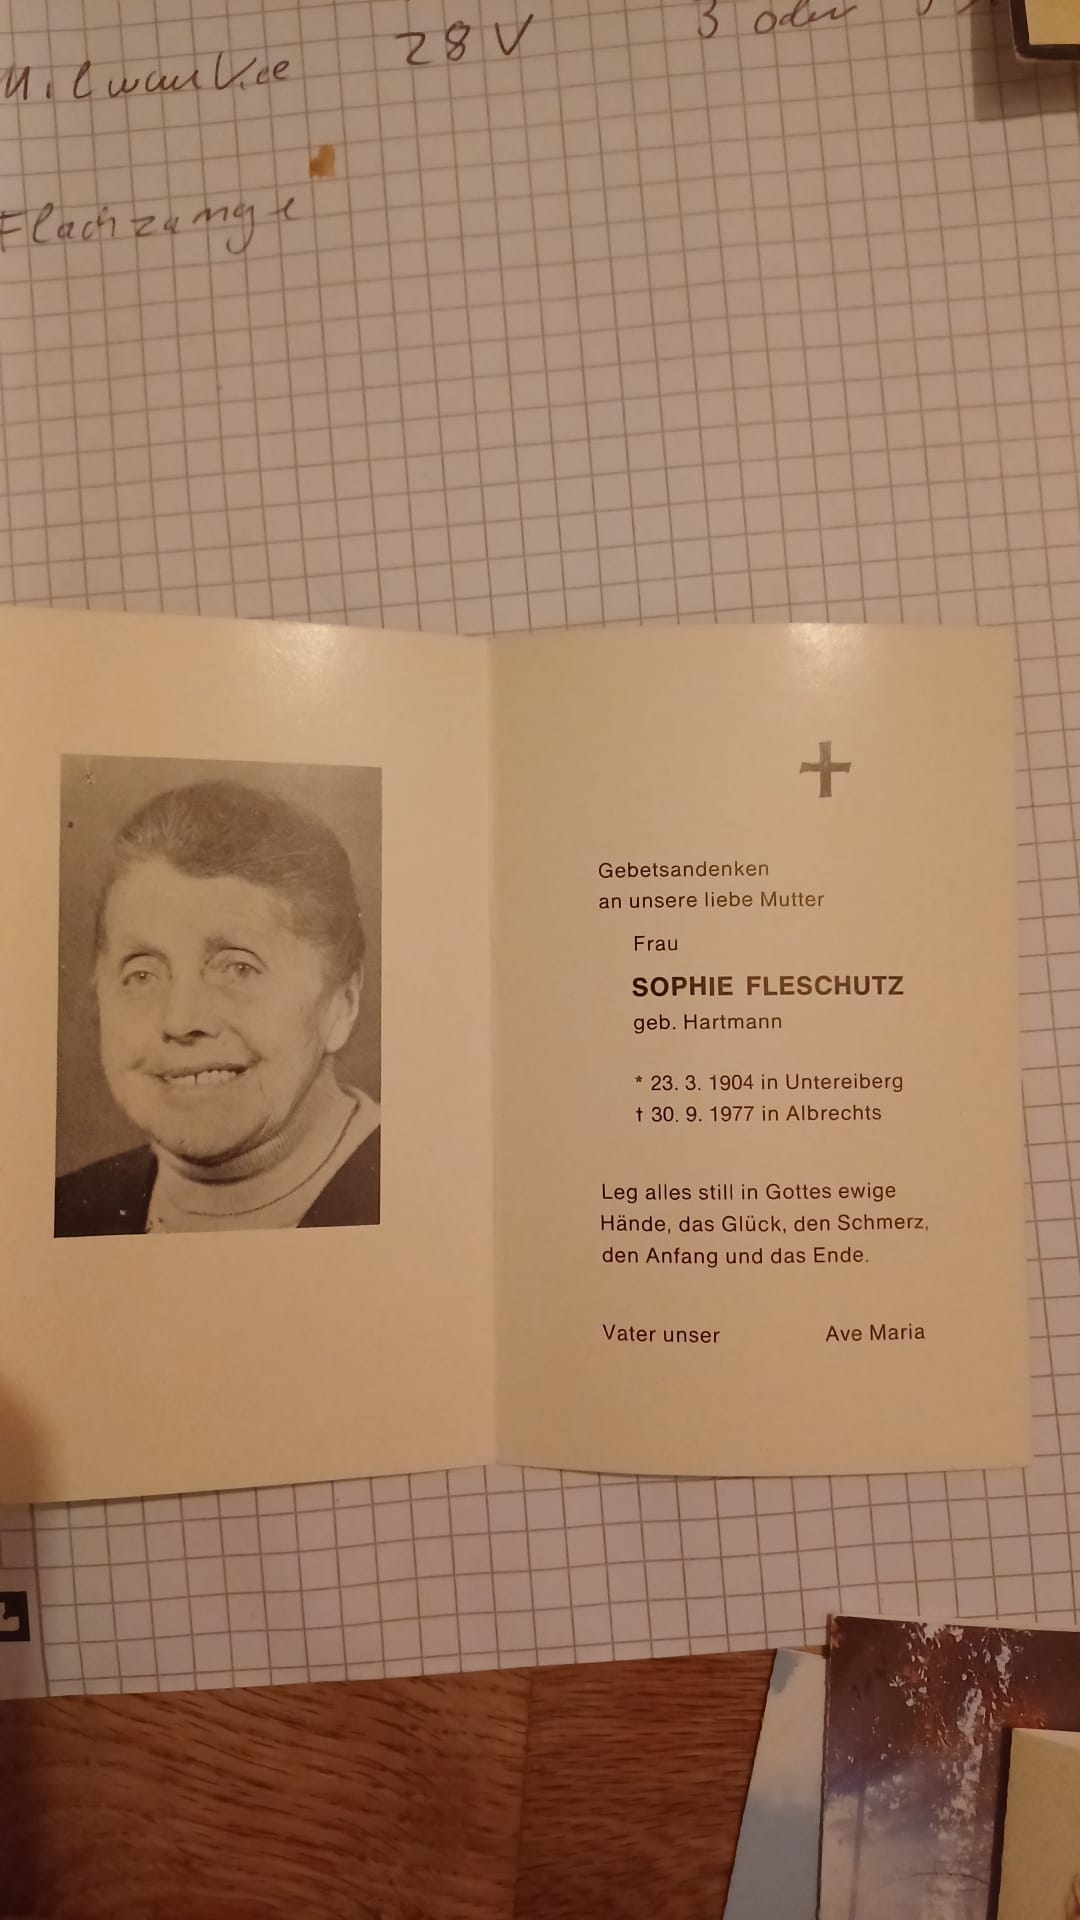 28 V
3 oder
Milwaukee
Flachzange
Gebetsandenken
an unsere liebe Mutter
Frau
SOPHIE FLESCHUTZ
geb. Hartmann
* 23. 3. 1904 in Untereiberg
† 30. 9. 1977 in Albrechts
Leg alles still in Gottes ewige
Hände, das Glück, den Schmerz,
den Anfang und das Ende.
Vater unser Ave Maria